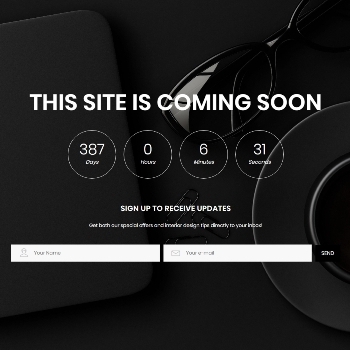 THIS SITE IS COMING SOON
387 0 6 31
Days Hours Minutes Seconds
SIGN UP TO RECEIVE UPDATES
Get both our special offers and interior design tips directly to your inbox!
Your Name Your e-mail SEND